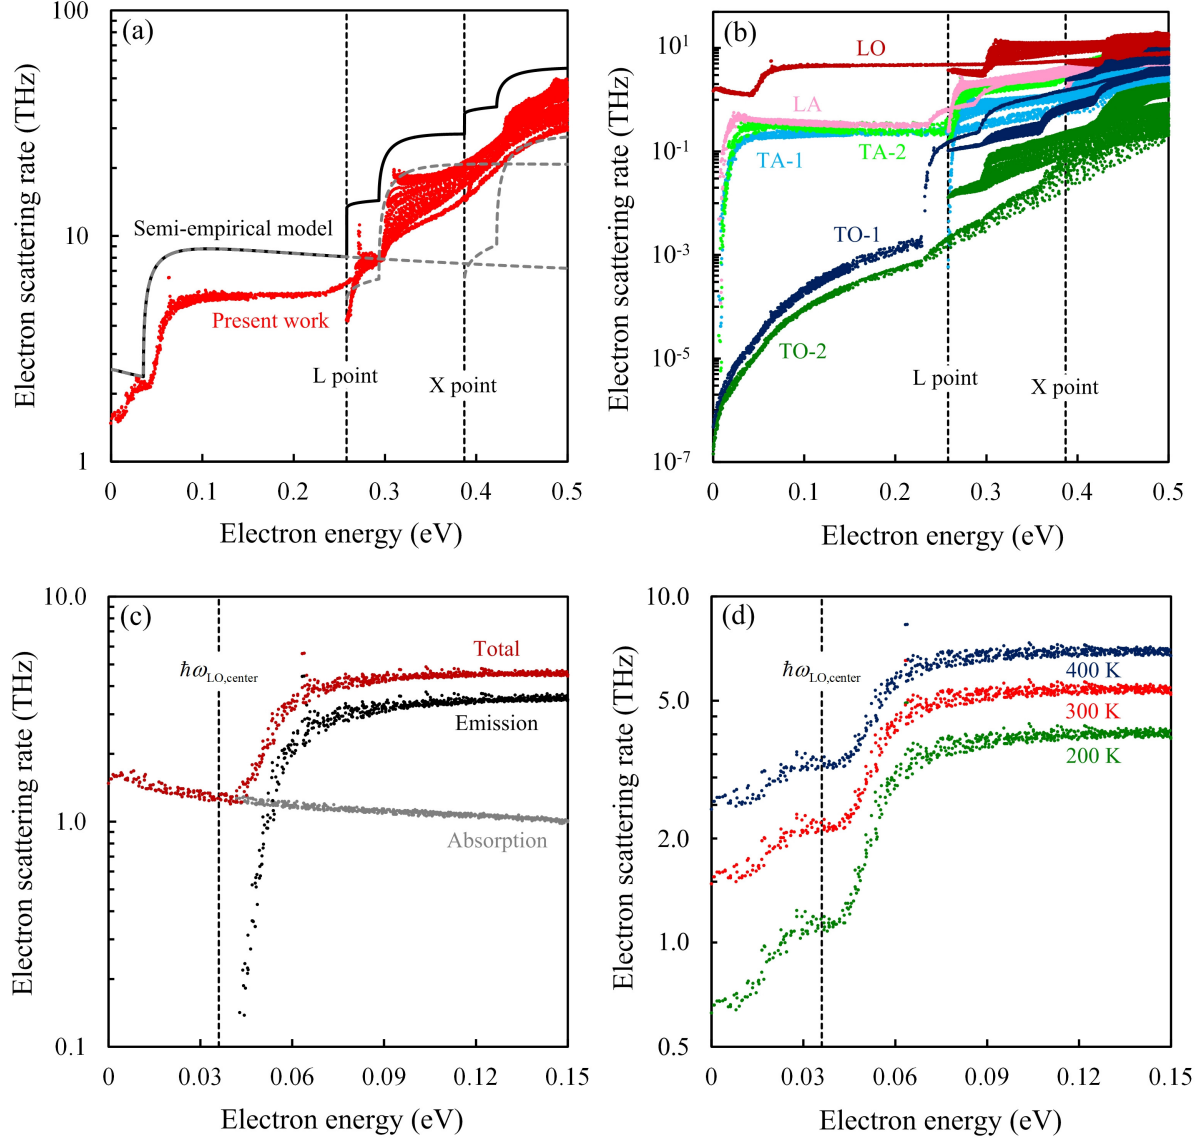 (a)
100
10
1
Electron scattering rate (THz)
Semi-empirical model
Present work
L point
X point
0
0.1
0.2
0.3
0.4
0.5
Electron energy (eV)
(b)
10¹
10⁻¹
10⁻³
10⁻⁵
10⁻⁷
Electron scattering rate (THz)
LO
LA
TA-1
TA-2
TO-1
TO-2
L point
X point
0
0.1
0.2
0.3
0.4
0.5
Electron energy (eV)
(c)
10.0
1.0
0.1
Electron scattering rate (THz)
ℏω_LO,center
Total
Emission
Absorption
0
0.03
0.06
0.09
0.12
0.15
Electron energy (eV)
(d)
10.0
5.0
2.0
1.0
0.5
Electron scattering rate (THz)
ℏω_LO,center
400 K
300 K
200 K
0
0.03
0.06
0.09
0.12
0.15
Electron energy (eV)